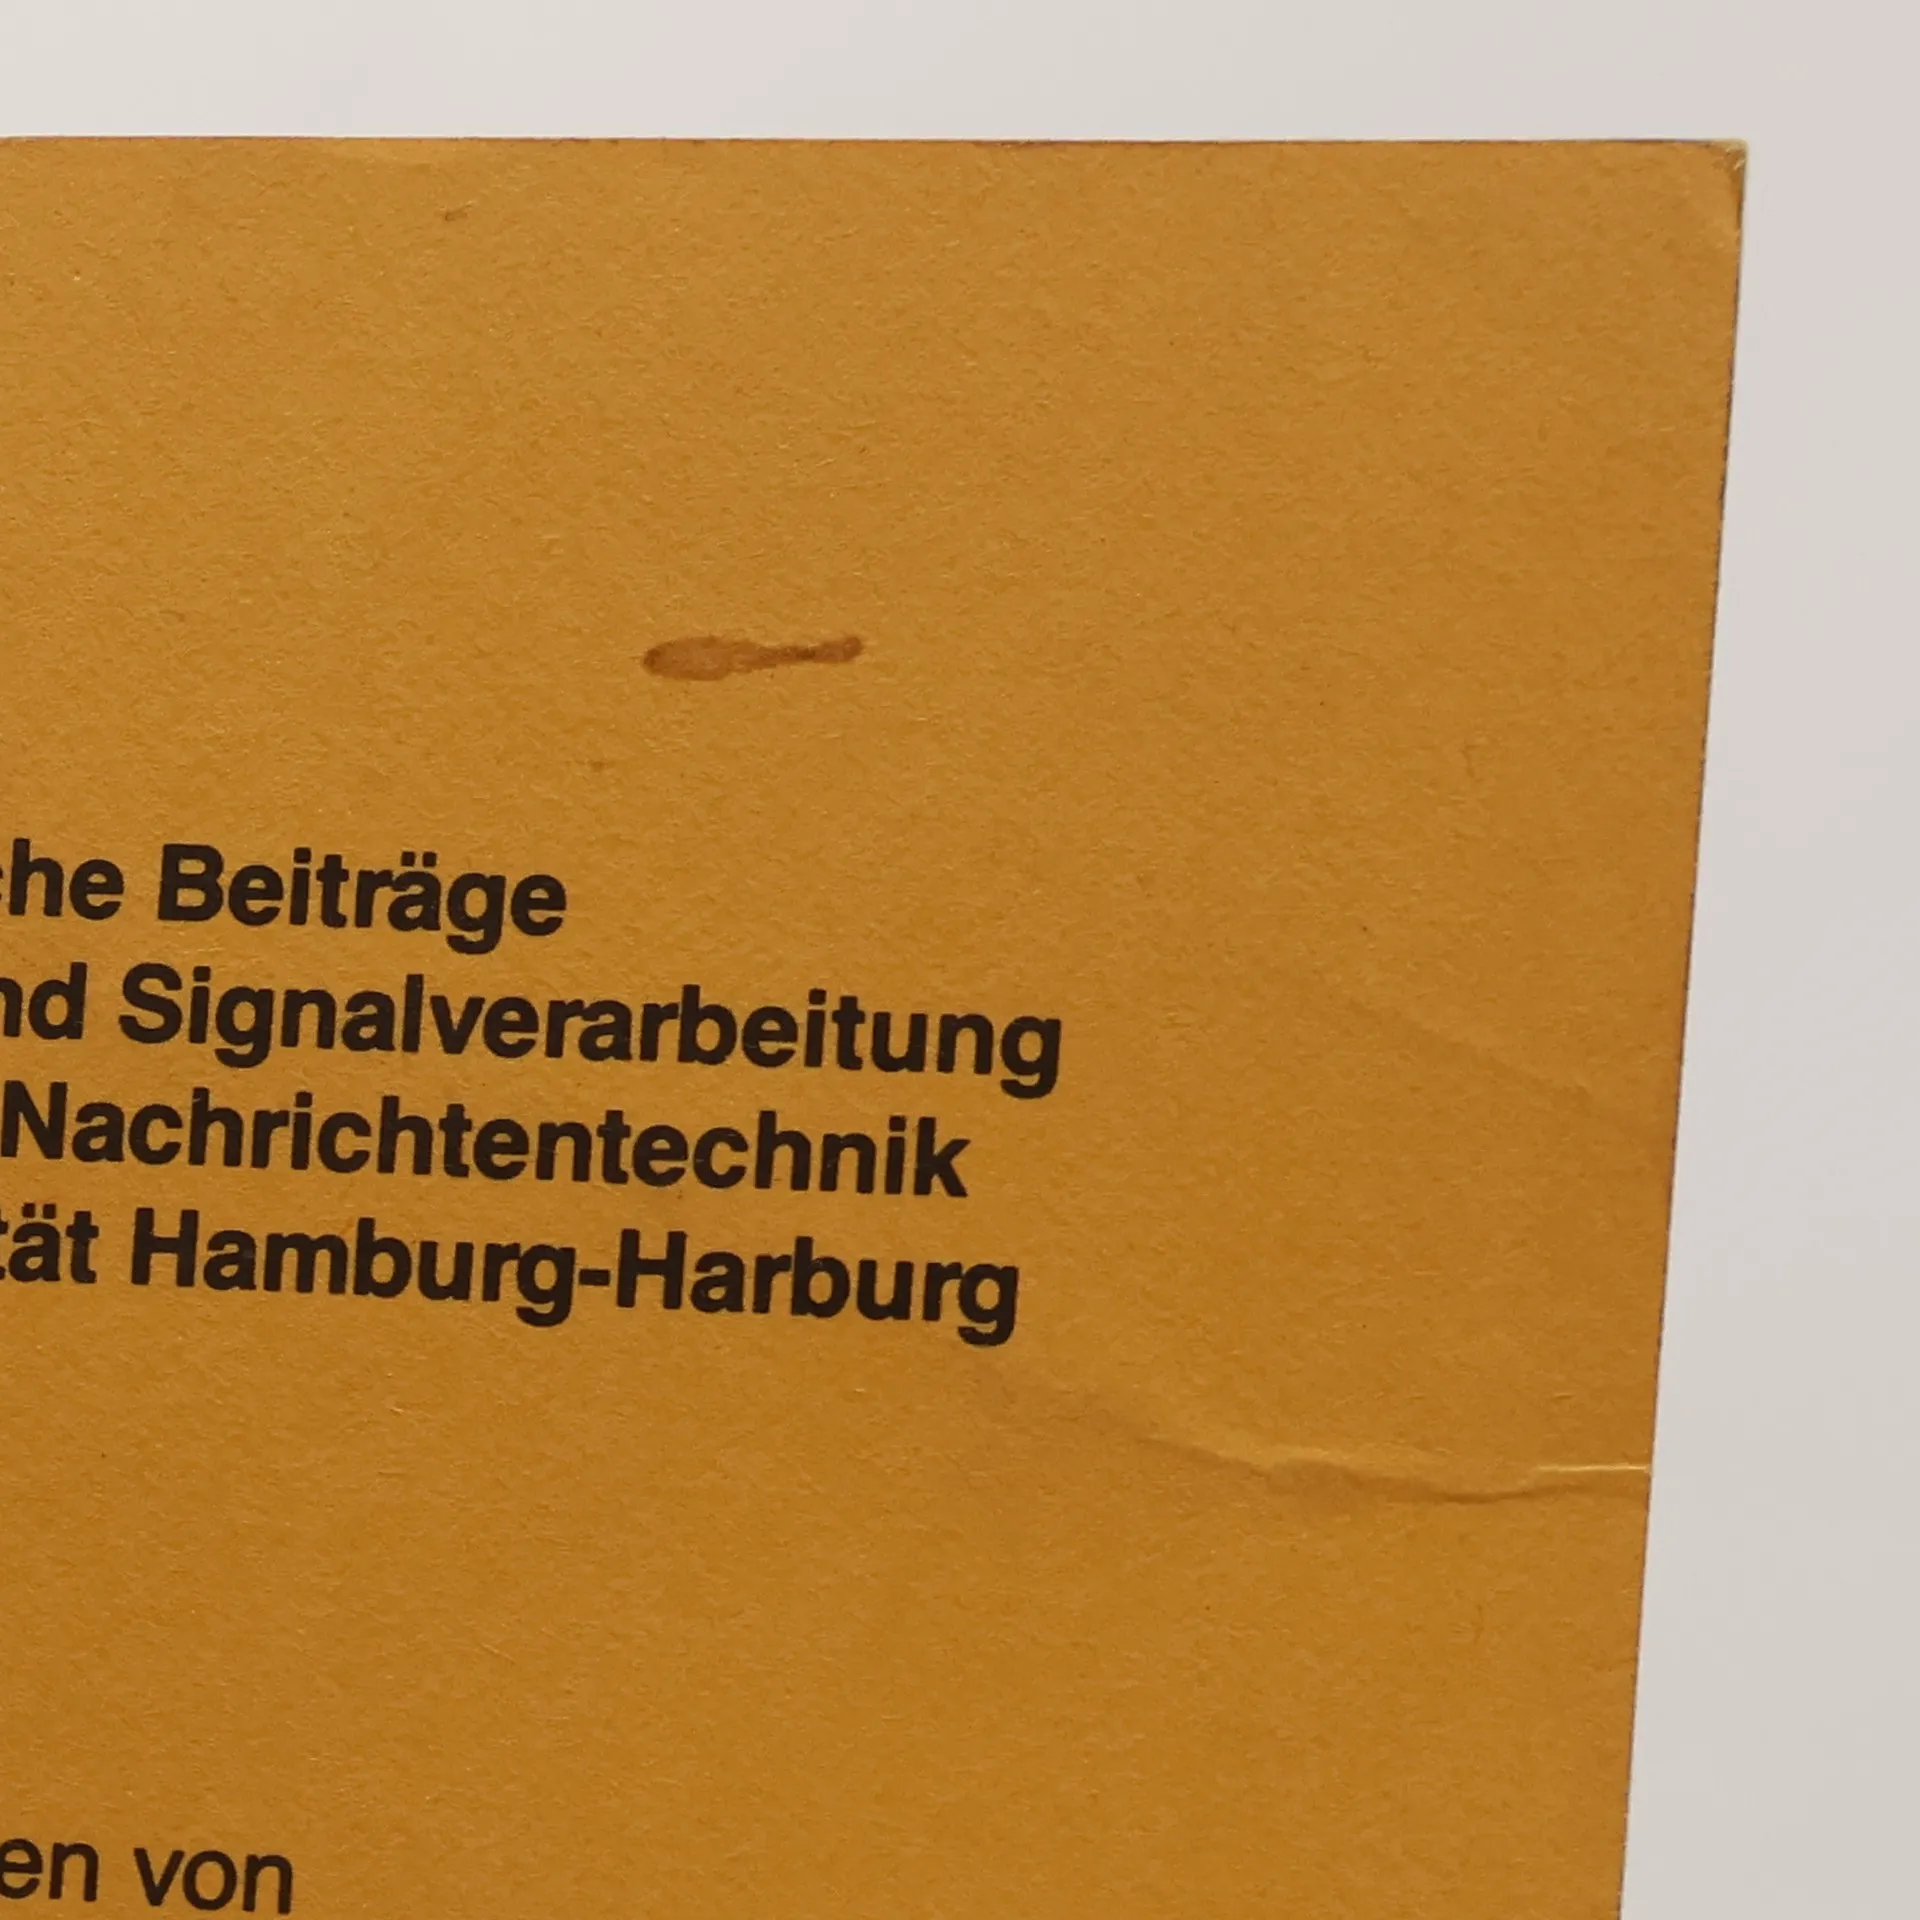 che Beiträge
nd Signalverarbeitung
Nachrichtentechnik
tät Hamburg-Harburg
en von